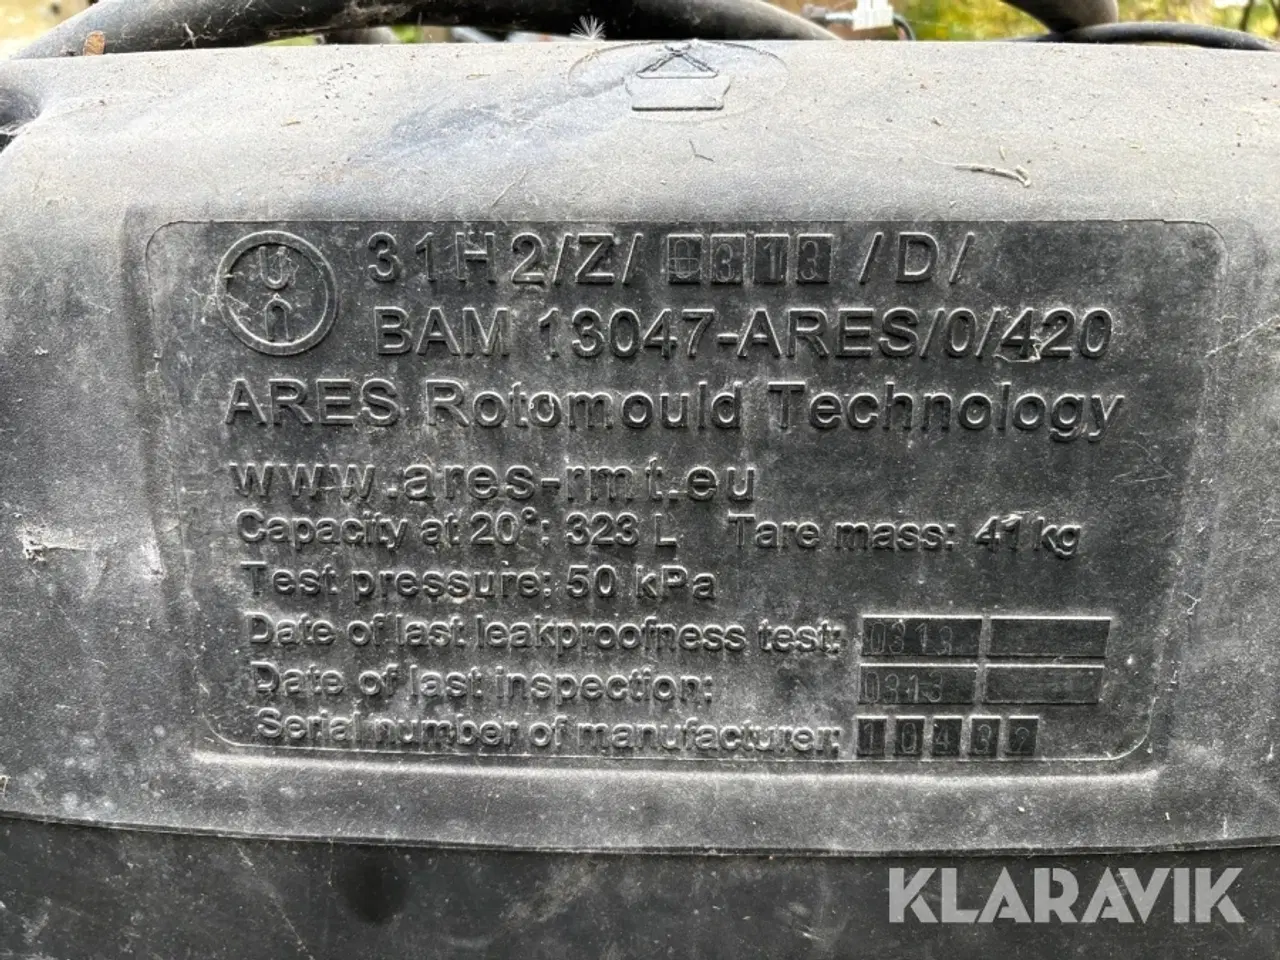 UN 31H2/Z/0313/D/
BAM 13047-ARES/0/420
ARES Rotomould Technology
www.ares-rmt.eu
Capacity at 20°: 323 L Tare mass: 41 kg
Test pressure: 50 kPa
Date of last leakproofness test: 0313
Date of last inspection: 0313
Serial number of manufacturer: 10432
KLARAVIK